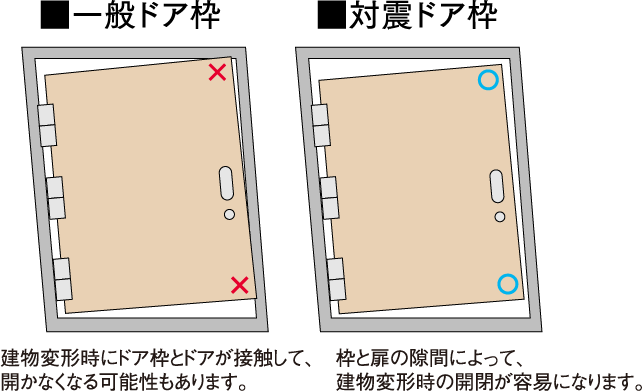 ■一般ドア枠
■対震ドア枠
建物変形時にドア枠とドアが接触して、
開かなくなる可能性もあります。
枠と扉の隙間によって、
建物変形時の開閉が容易になります。